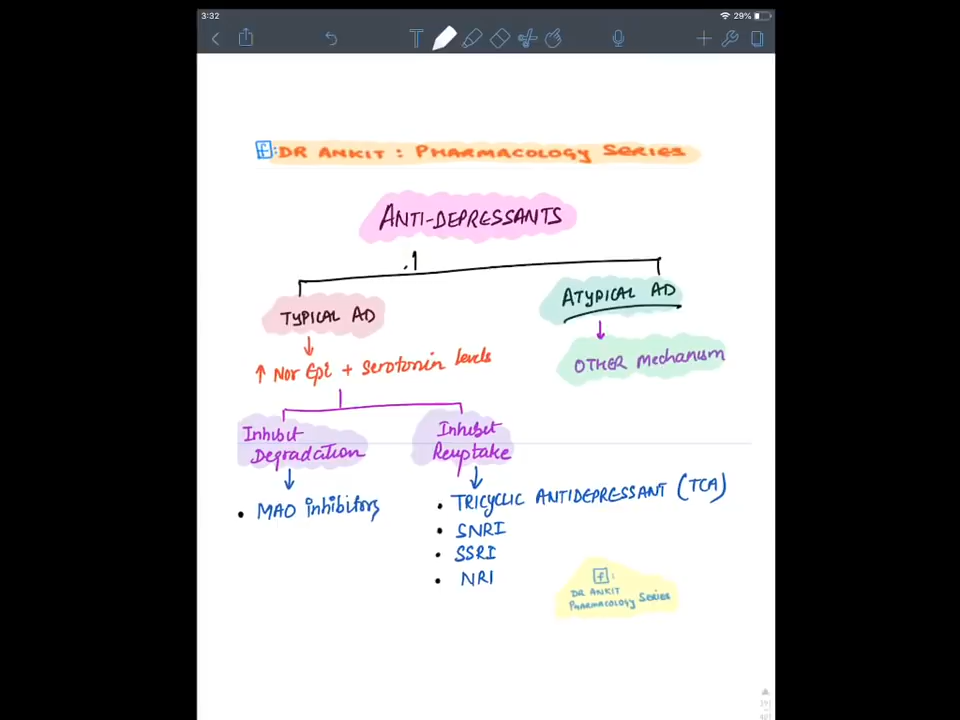 3:32
29%
T
f: DR ANKIT: PHARMACOLOGY SERIES
ANTI-DEPRESSANTS
TYPICAL AD
ATYPICAL AD
↑ Nor Epi + Serotonin levels
OTHER Mechanism
Inhibit
Degradation
Inhibit
Reuptake
• MAO inhibitors
• TRICYCLIC ANTIDEPRESSANT (TCA)
• SNRI
• SSRI
• NRI
f:
DR ANKIT
PHARMACOLOGY SERIES